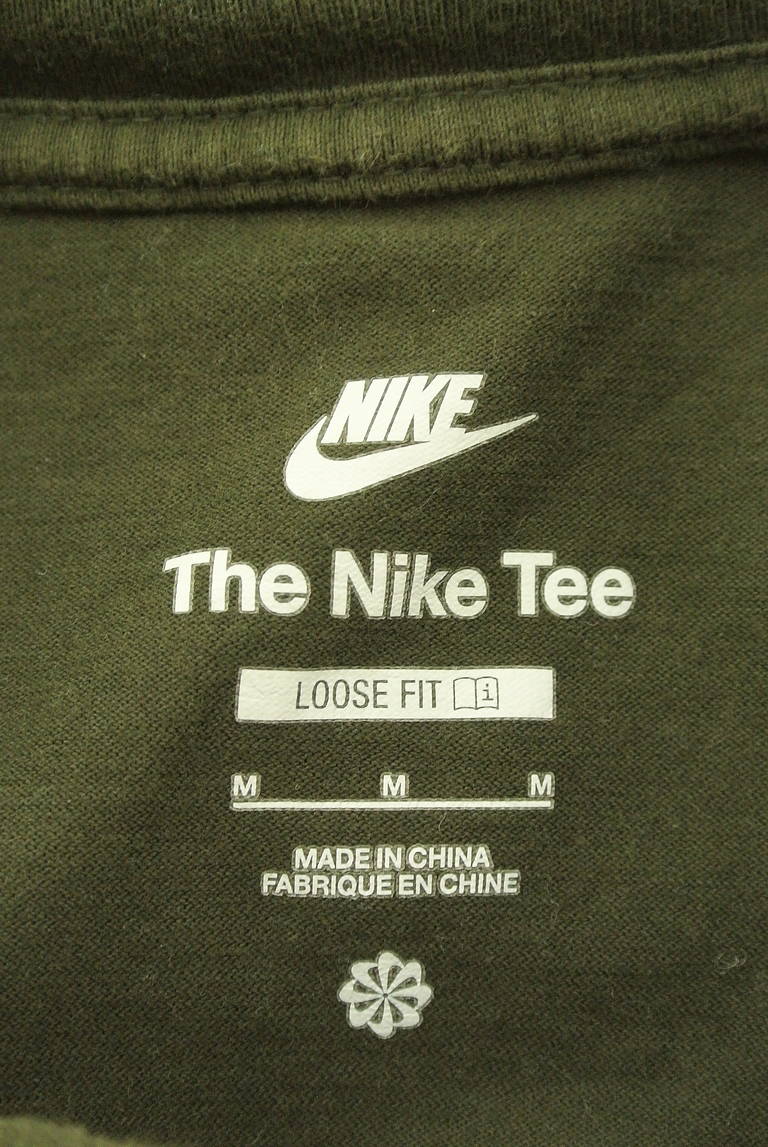 NIKE
The Nike Tee
LOOSE FIT i
M M M
MADE IN CHINA
FABRIQUE EN CHINE